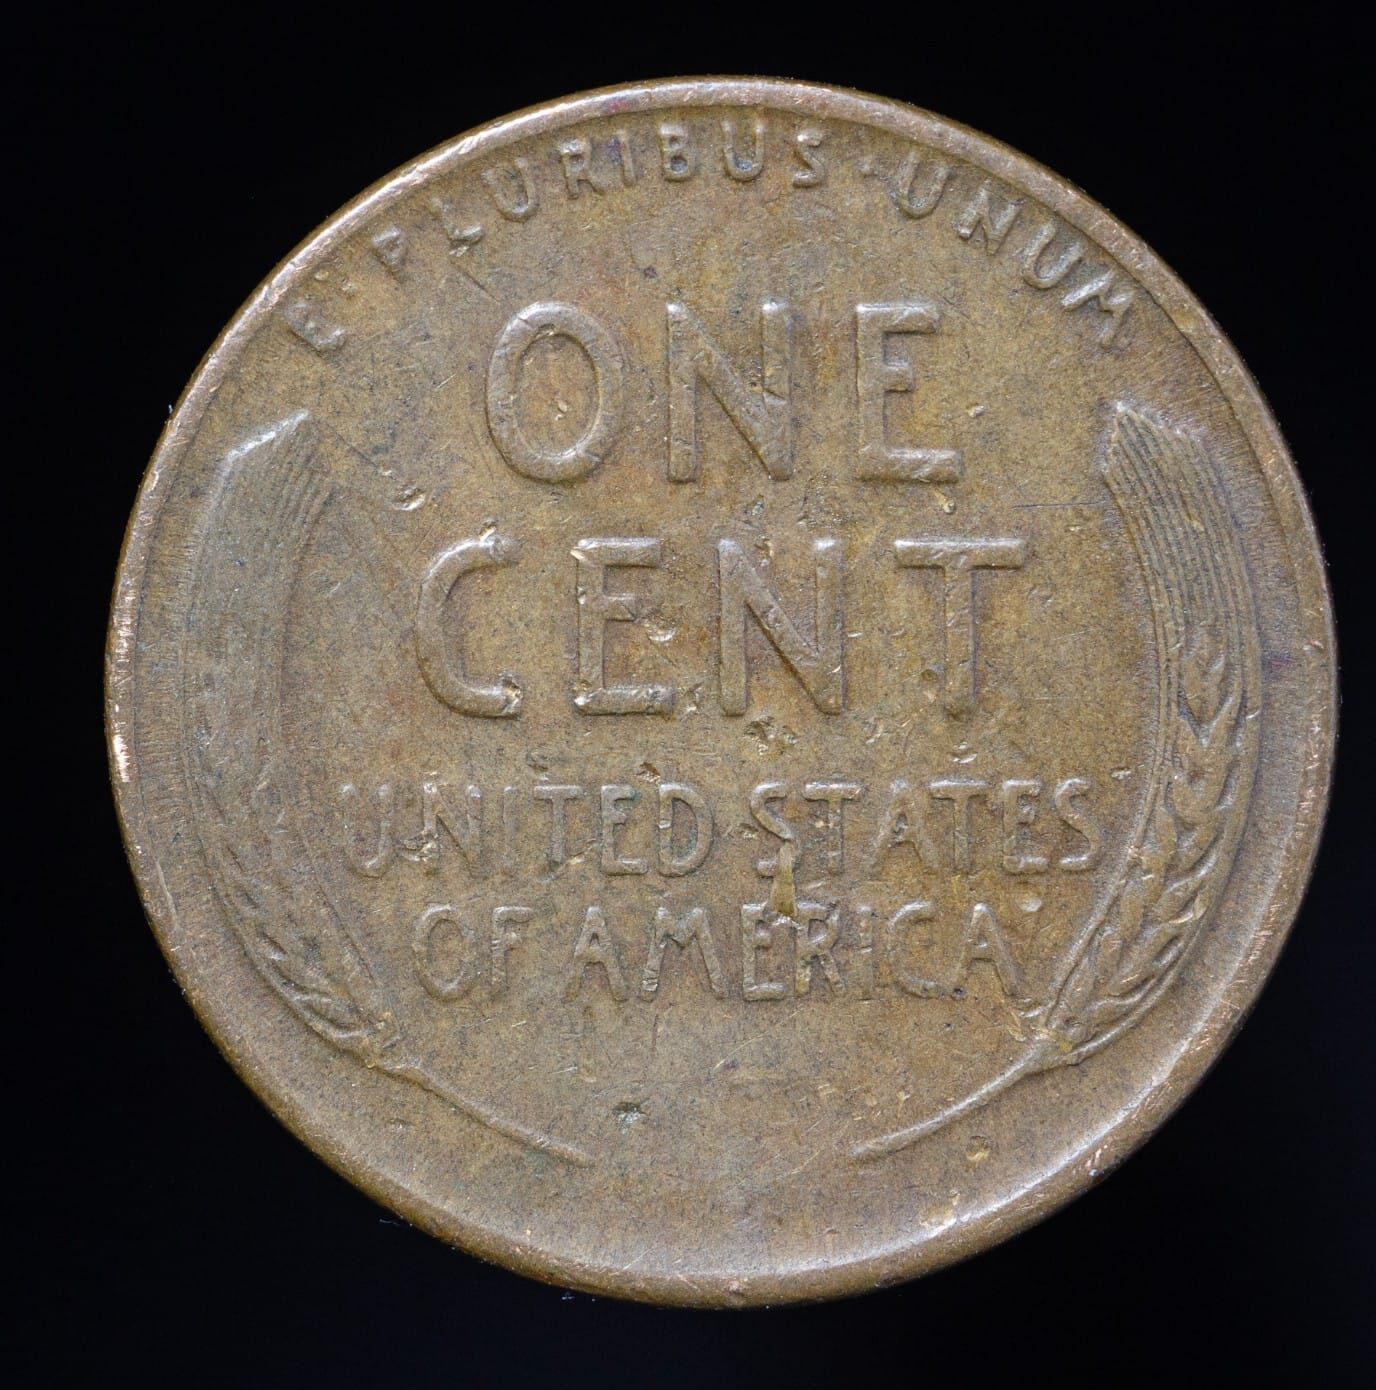 E·PLURIBUS·UNUM
ONE
CENT
UNITED STATES
OF AMERICA